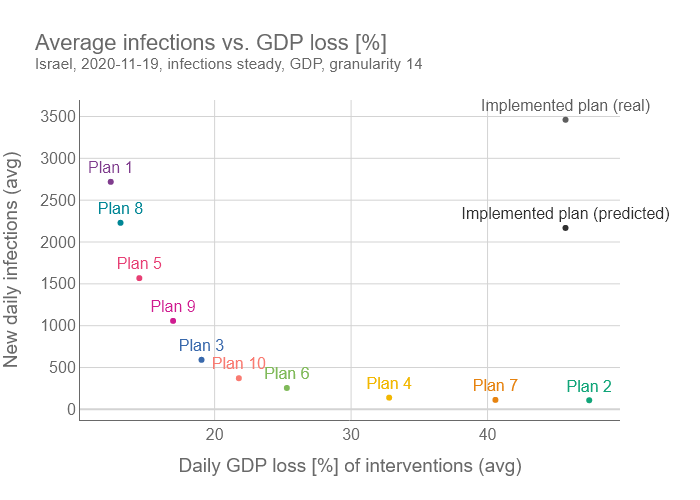 Average infections vs. GDP loss [%]
Israel, 2020-11-19, infections steady, GDP, granularity 14
Implemented plan (real)
3500
3000
Plan 1
2500
Plan 8
Implemented plan (predicted)
2000
Plan 5
1500
Plan 9
1000
Plan 3
Plan 10
500
Plan 6
Plan 4
Plan 7
Plan 2
0
New daily infections (avg)
20
30
40
Daily GDP loss [%] of interventions (avg)